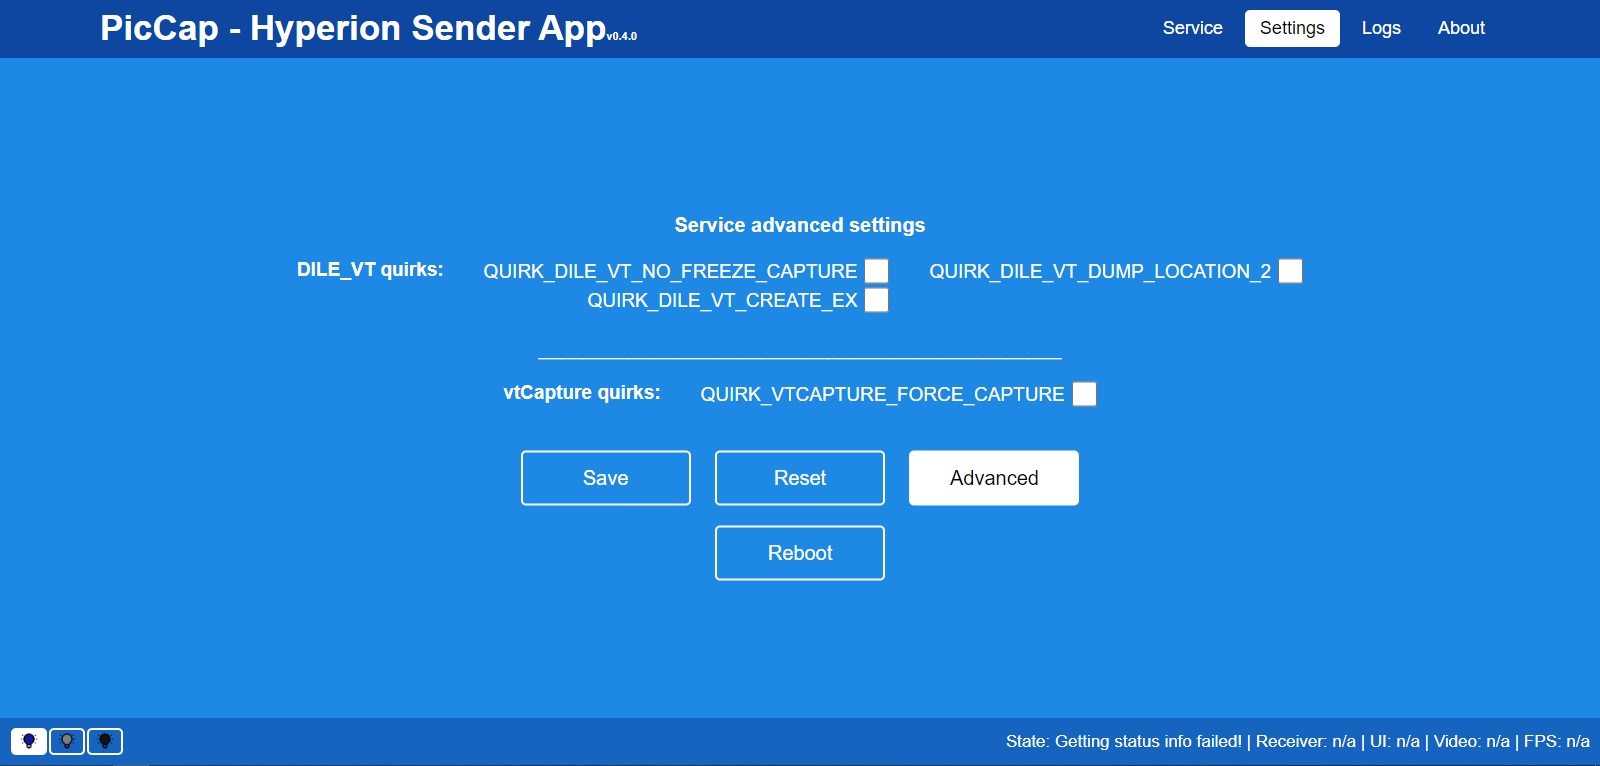 PicCap - Hyperion Sender App v0.4.0
Service Settings Logs About
Service advanced settings
DILE_VT quirks: QUIRK_DILE_VT_NO_FREEZE_CAPTURE QUIRK_DILE_VT_DUMP_LOCATION_2
QUIRK_DILE_VT_CREATE_EX
vtCapture quirks: QUIRK_VTCAPTURE_FORCE_CAPTURE
Save Reset Advanced
Reboot
State: Getting status info failed! | Receiver: n/a | UI: n/a | Video: n/a | FPS: n/a